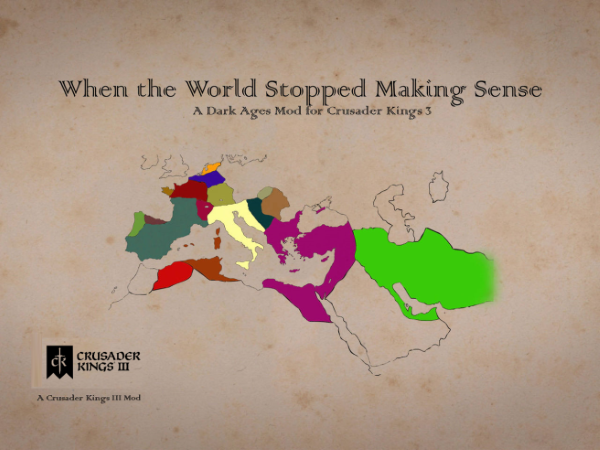 When the World Stopped Making Sense
A Dark Ages Mod for Crusader Kings 3
CK
CRUSADER
KINGS III
A Crusader Kings III Mod